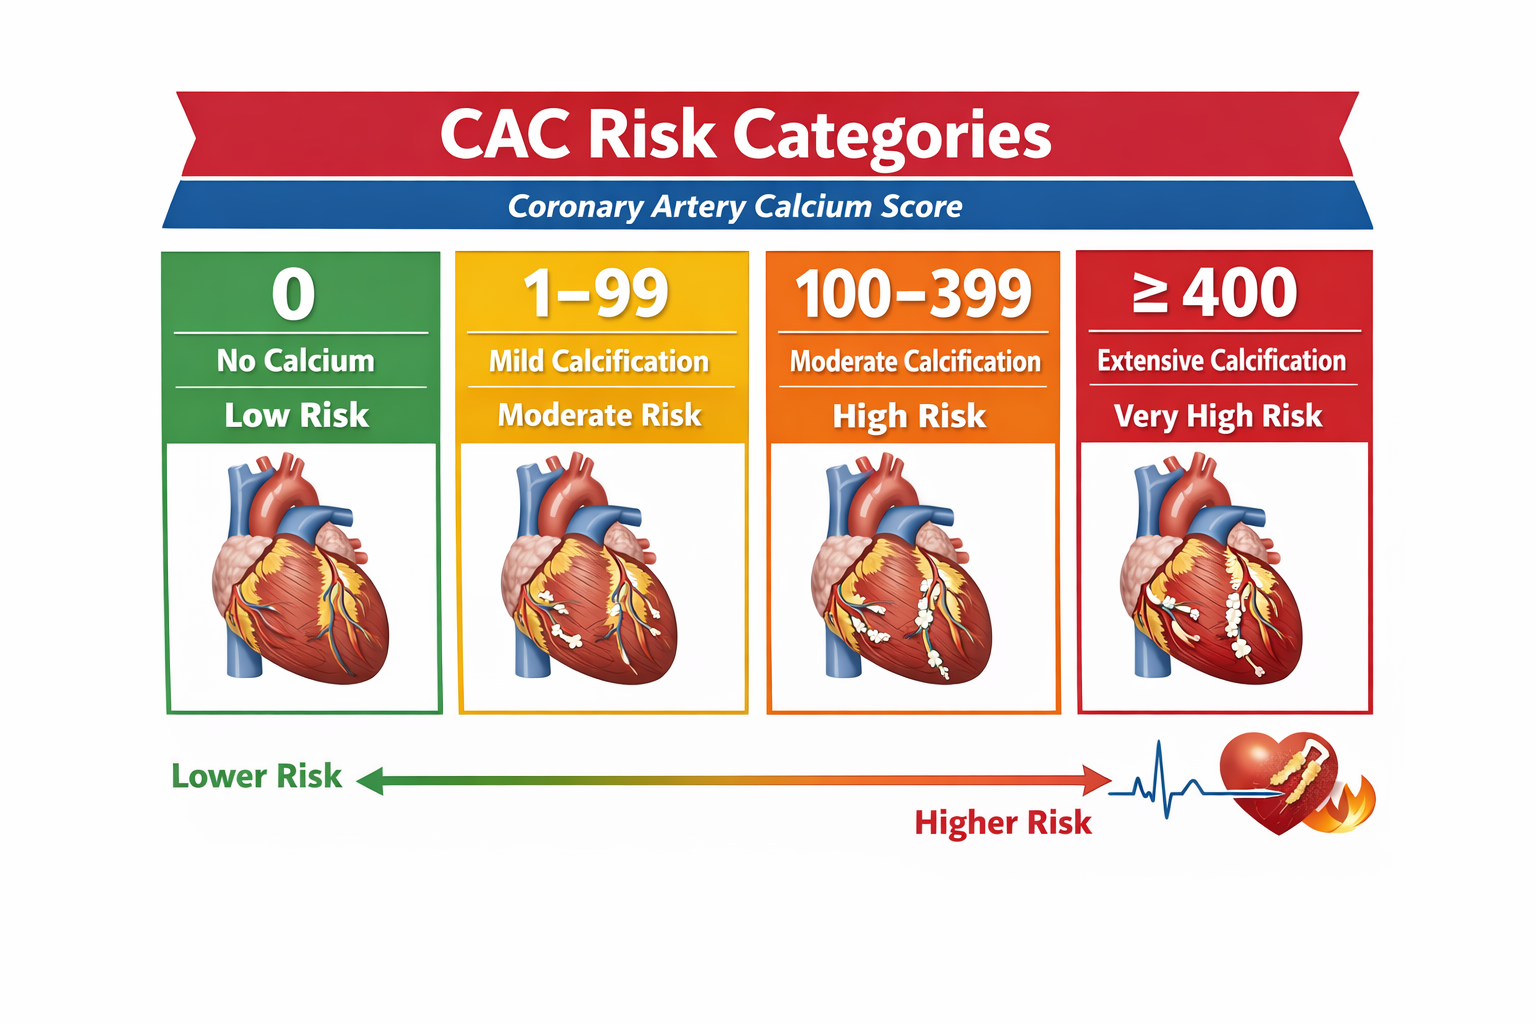 CAC Risk Categories
Coronary Artery Calcium Score
0
No Calcium
Low Risk
1–99
Mild Calcification
Moderate Risk
100–399
Moderate Calcification
High Risk
≥ 400
Extensive Calcification
Very High Risk
Lower Risk
Higher Risk